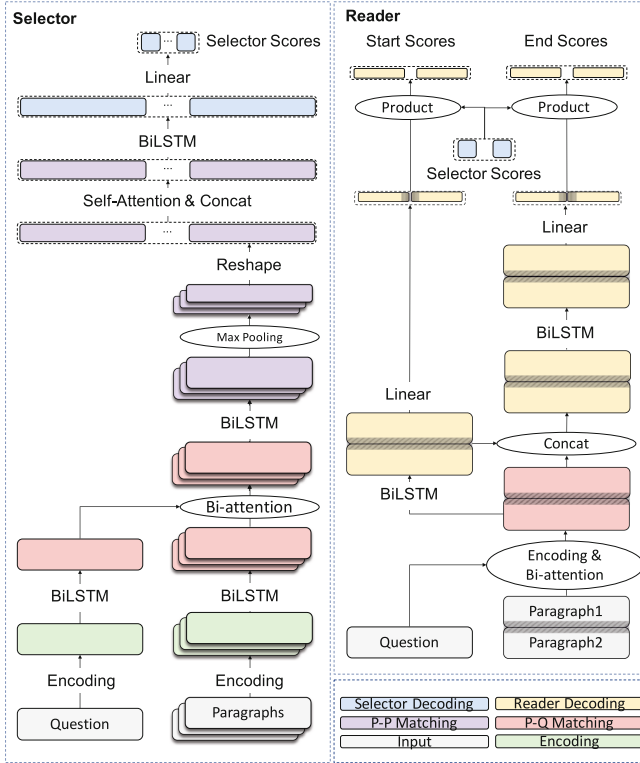 Selector
... Selector Scores
Linear
...
BiLSTM
...
Self-Attention & Concat
...
Reshape
Max Pooling
BiLSTM
Bi-attention
BiLSTM
BiLSTM
Encoding
Encoding
Question
Paragraphs
Reader
Start Scores
End Scores
Product
Product
Selector Scores
Linear
BiLSTM
Linear
Concat
BiLSTM
Encoding &
Bi-attention
Paragraph1
Question
Paragraph2
Selector Decoding
Reader Decoding
P-P Matching
P-Q Matching
Input
Encoding